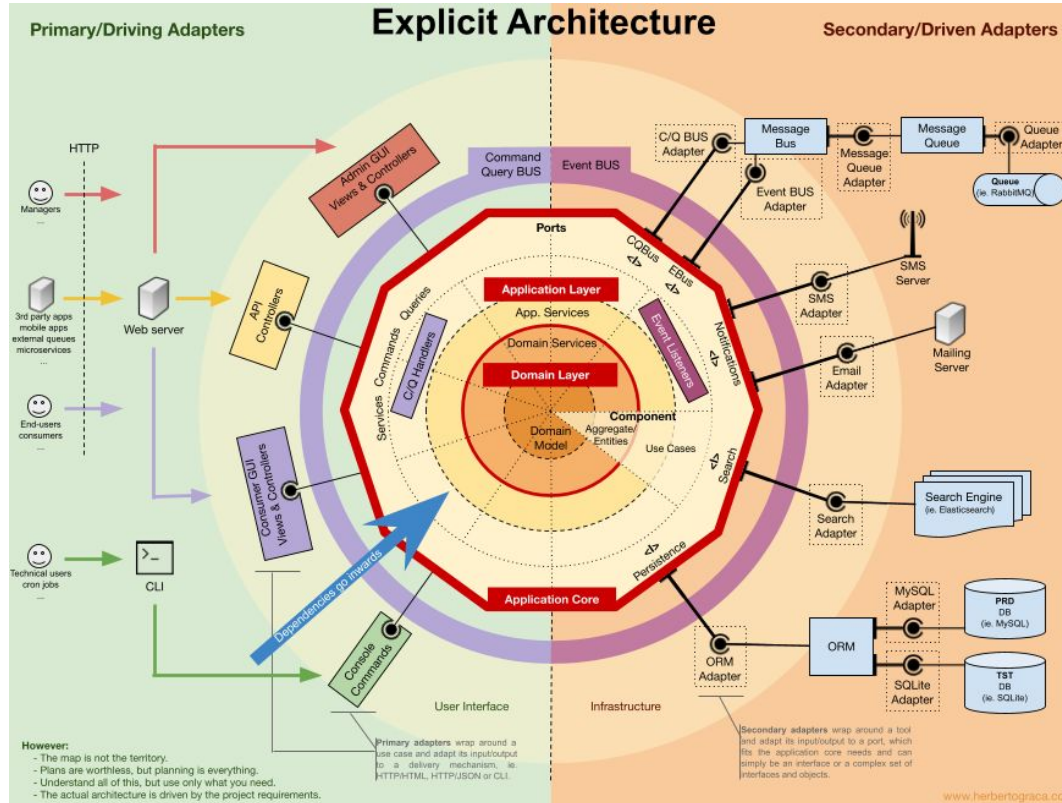 Explicit Architecture
Primary/Driving Adapters
Secondary/Driven Adapters
HTTP
Managers
...
3rd party apps
mobile apps
external queues
microservices
...
End-users
consumers
...
Technical users
cron jobs
...
Web server
>_
CLI
Admin GUI
Views & Controllers
API
Controllers
Consumer GUI
Views & Controllers
Console
Commands
Dependencies go inwards
Command
Query BUS
Event BUS
Ports
Application Layer
App. Services
Domain Services
Domain Layer
Domain
Model
Component
Aggregate/
Entities
Use Cases
Application Core
Services
Commands
Queries
C/Q Handlers
Event Listeners
CQBus
</>
EBus
</>
Notifications
</>
</>
Search
</>
Persistence
</>
C/Q BUS
Adapter
Message
Bus
Event BUS
Adapter
Message
Queue
Adapter
Message
Queue
Queue
Adapter
Queue
(ie. RabbitMQ)
SMS
Adapter
SMS
Server
Email
Adapter
Mailing
Server
Search
Adapter
Search Engine
(ie. Elasticsearch)
ORM
Adapter
ORM
MySQL
Adapter
PRD
DB
(ie. MySQL)
SQLite
Adapter
TST
DB
(ie. SQLite)
User Interface
Infrastructure
Primary adapters wrap around a
use case and adapt its input/output
to a delivery mechanism, ie.
HTTP/HTML, HTTP/JSON or CLI.
Secondary adapters wrap around a tool
and adapt its input/output to a port, which
fits the application core needs and can
simply be an interface or a complex set of
interfaces and objects.
However:
- The map is not the territory.
- Plans are worthless, but planning is everything.
- Understand all of this, but use only what you need.
- The actual architecture is driven by the project requirements.
www.herbertograca.co